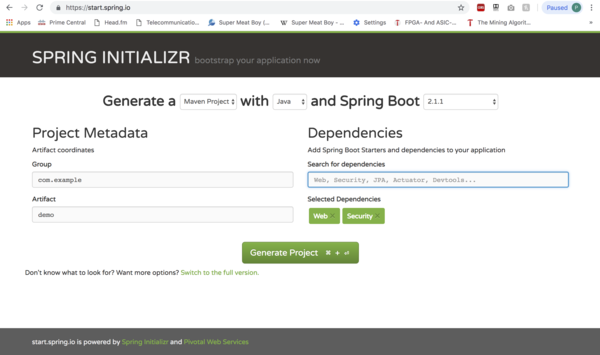 https://start.spring.io
Paused
Apps
Prime Central
Head.fm
Telecommunicatio...
Super Meat Boy (...
Super Meat Boy (...
Settings
FPGA- And ASIC-...
The Mining Algorit...
SPRING INITIALIZR bootstrap your application now
Generate a Maven Project with Java and Spring Boot 2.1.1
Project Metadata
Artifact coordinates
Group
com.example
Artifact
demo
Dependencies
Add Spring Boot Starters and dependencies to your application
Search for dependencies
Web, Security, JPA, Actuator, Devtools...
Selected Dependencies
Web × Security ×
Generate Project ⌘ + ⏎
Don't know what to look for? Want more options? Switch to the full version.
start.spring.io is powered by Spring Initializr and Pivotal Web Services